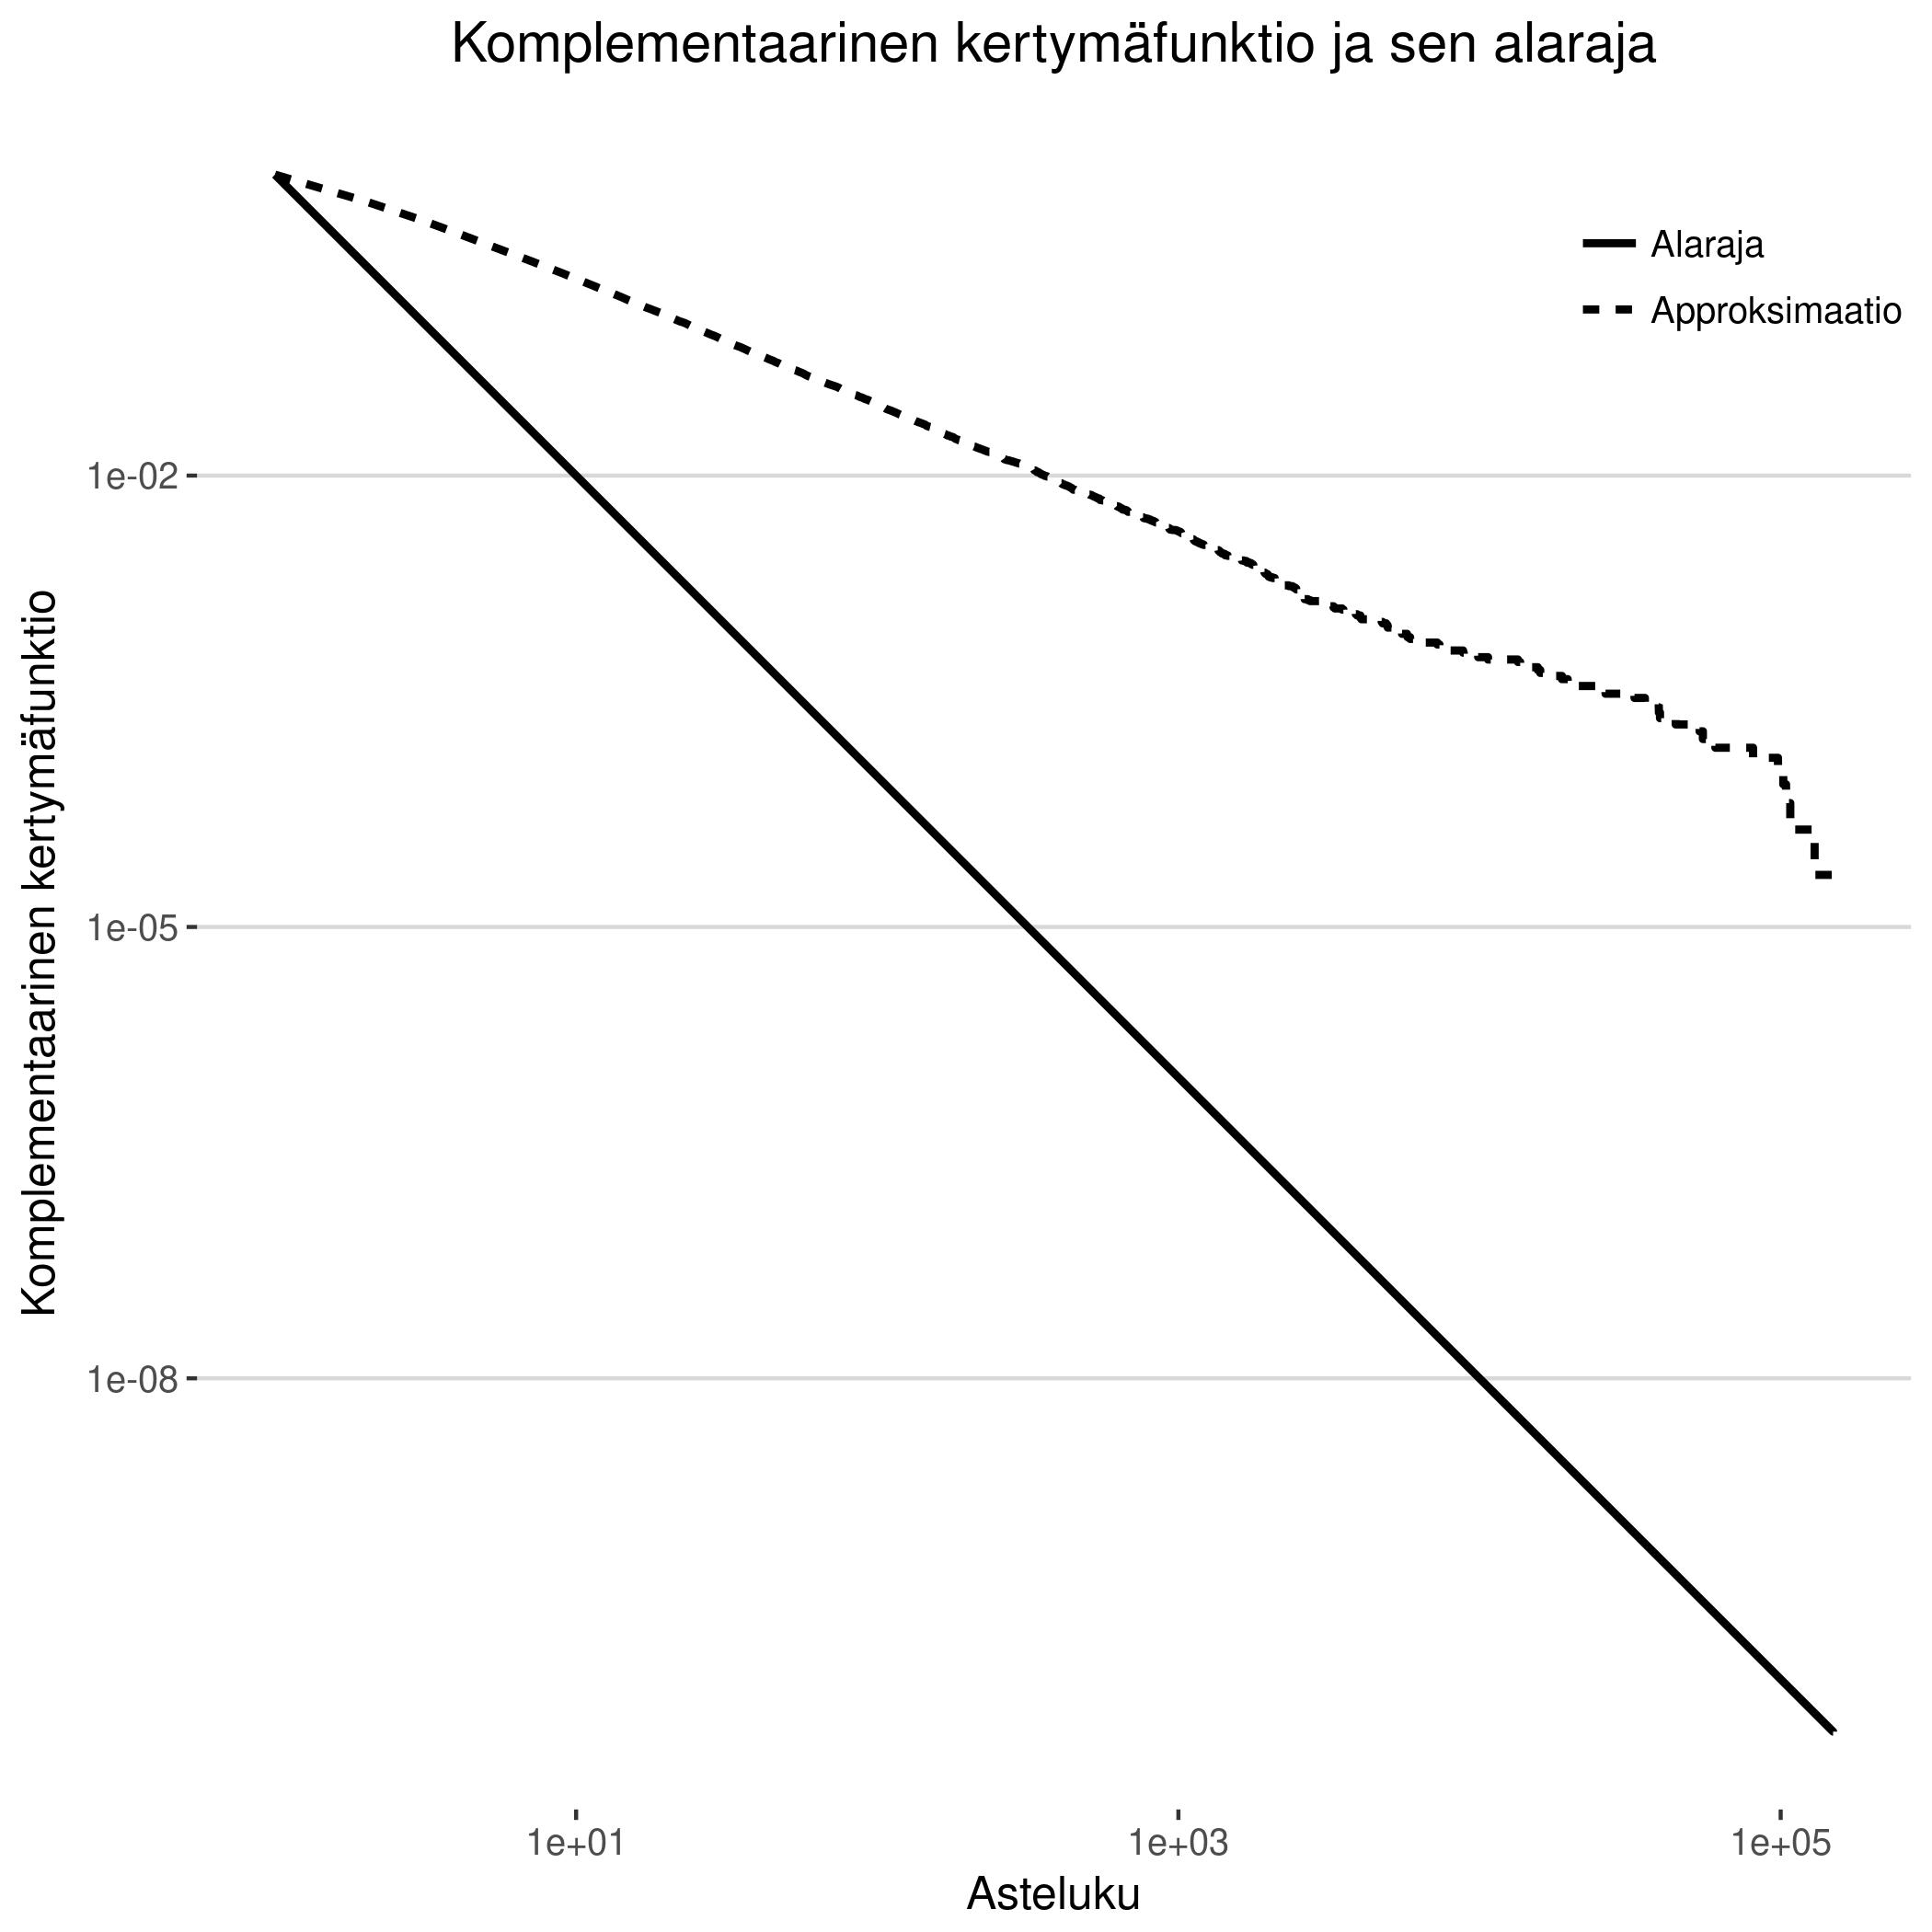 Komplementaarinen kertymäfunktio ja sen alaraja
Alaraja
Approksimaatio
Komplementaarinen kertymäfunktio
1e-02
1e-05
1e-08
1e+01
1e+03
1e+05
Asteluku